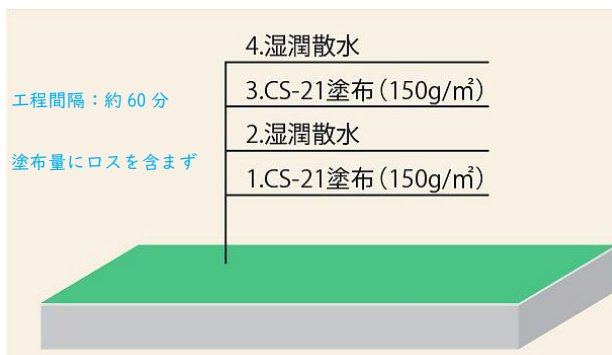 4.湿潤散水
工程間隔：約 60 分
3.CS-21塗布（150g/㎡）
2.湿潤散水
塗布量にロスを含まず
1.CS-21塗布（150g/㎡）